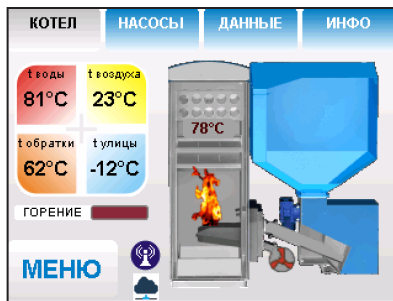 КОТЕЛ НАСОСЫ ДАННЫЕ ИНФО
t воды t воздуха
81°C 23°C
78°C
t обратки t улицы
62°C -12°C
ГОРЕНИЕ
МЕНЮ